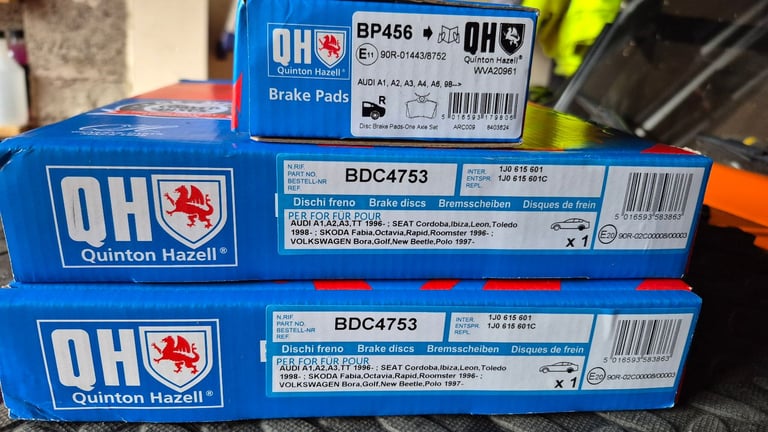 QH
Quinton Hazell®
Brake Pads
BP456
E11 90R-01443/8752
QH
Quinton Hazell®
WVA20961
AUDI A1, A2, A3, A4, A6, 98-->
R
Disc Brake Pads-One Axle Set
ARC009
8403824
5 016593 179806
QH
Quinton Hazell®
N.RIF.
PART NO.
BESTELL-NR
REF.
BDC4753
INTER.
ENTSPR.
REPL.
1J0 615 601
1J0 615 601C
Dischi freno Brake discs Bremsscheiben Disques de frein
PER FOR FÜR POUR
AUDI A1,A2,A3,TT 1996- ; SEAT Cordoba,Ibiza,Leon,Toledo
1998- ; SKODA Fabia,Octavia,Rapid,Roomster 1996- ;
VOLKSWAGEN Bora,Golf,New Beetle,Polo 1997-
x 1
5 016593 583863
E20 90R-02C00008/00003
QH
Quinton Hazell®
N.RIF.
PART NO.
BESTELL-NR
REF.
BDC4753
INTER.
ENTSPR.
REPL.
1J0 615 601
1J0 615 601C
Dischi freno Brake discs Bremsscheiben Disques de frein
PER FOR FÜR POUR
AUDI A1,A2,A3,TT 1996- ; SEAT Cordoba,Ibiza,Leon,Toledo
1998- ; SKODA Fabia,Octavia,Rapid,Roomster 1996- ;
VOLKSWAGEN Bora,Golf,New Beetle,Polo 1997-
x 1
5 016593 583863
E20 90R-02C00008/00003